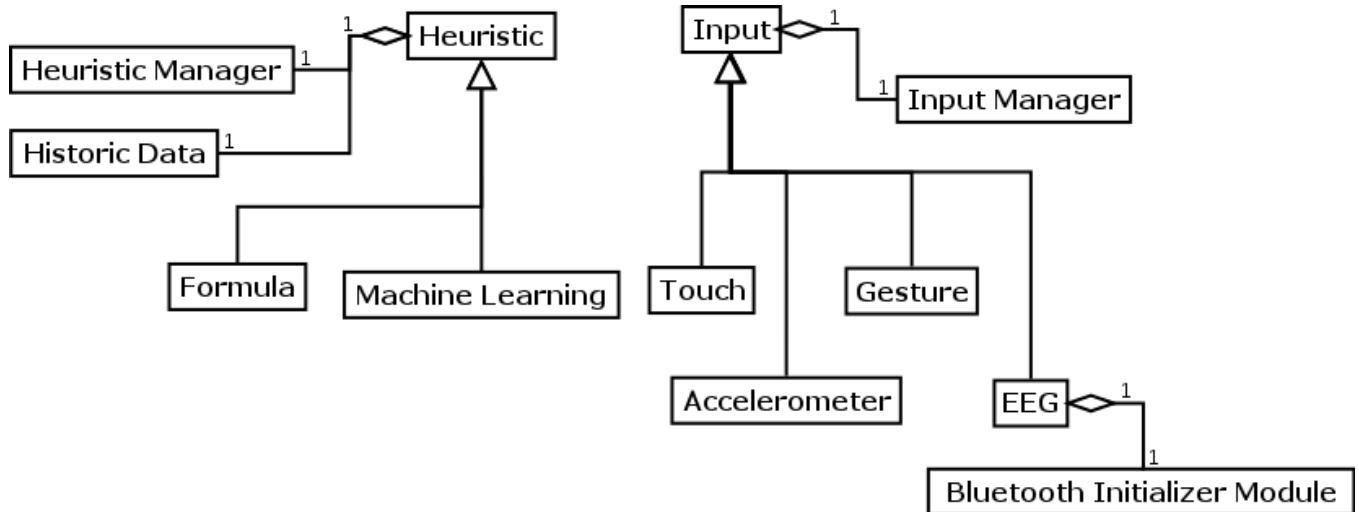 1
Heuristic
1
Heuristic Manager
1
Historic Data
Formula
Machine Learning
Input
1
1
Input Manager
Touch
Gesture
Accelerometer
EEG
1
1
Bluetooth Initializer Module